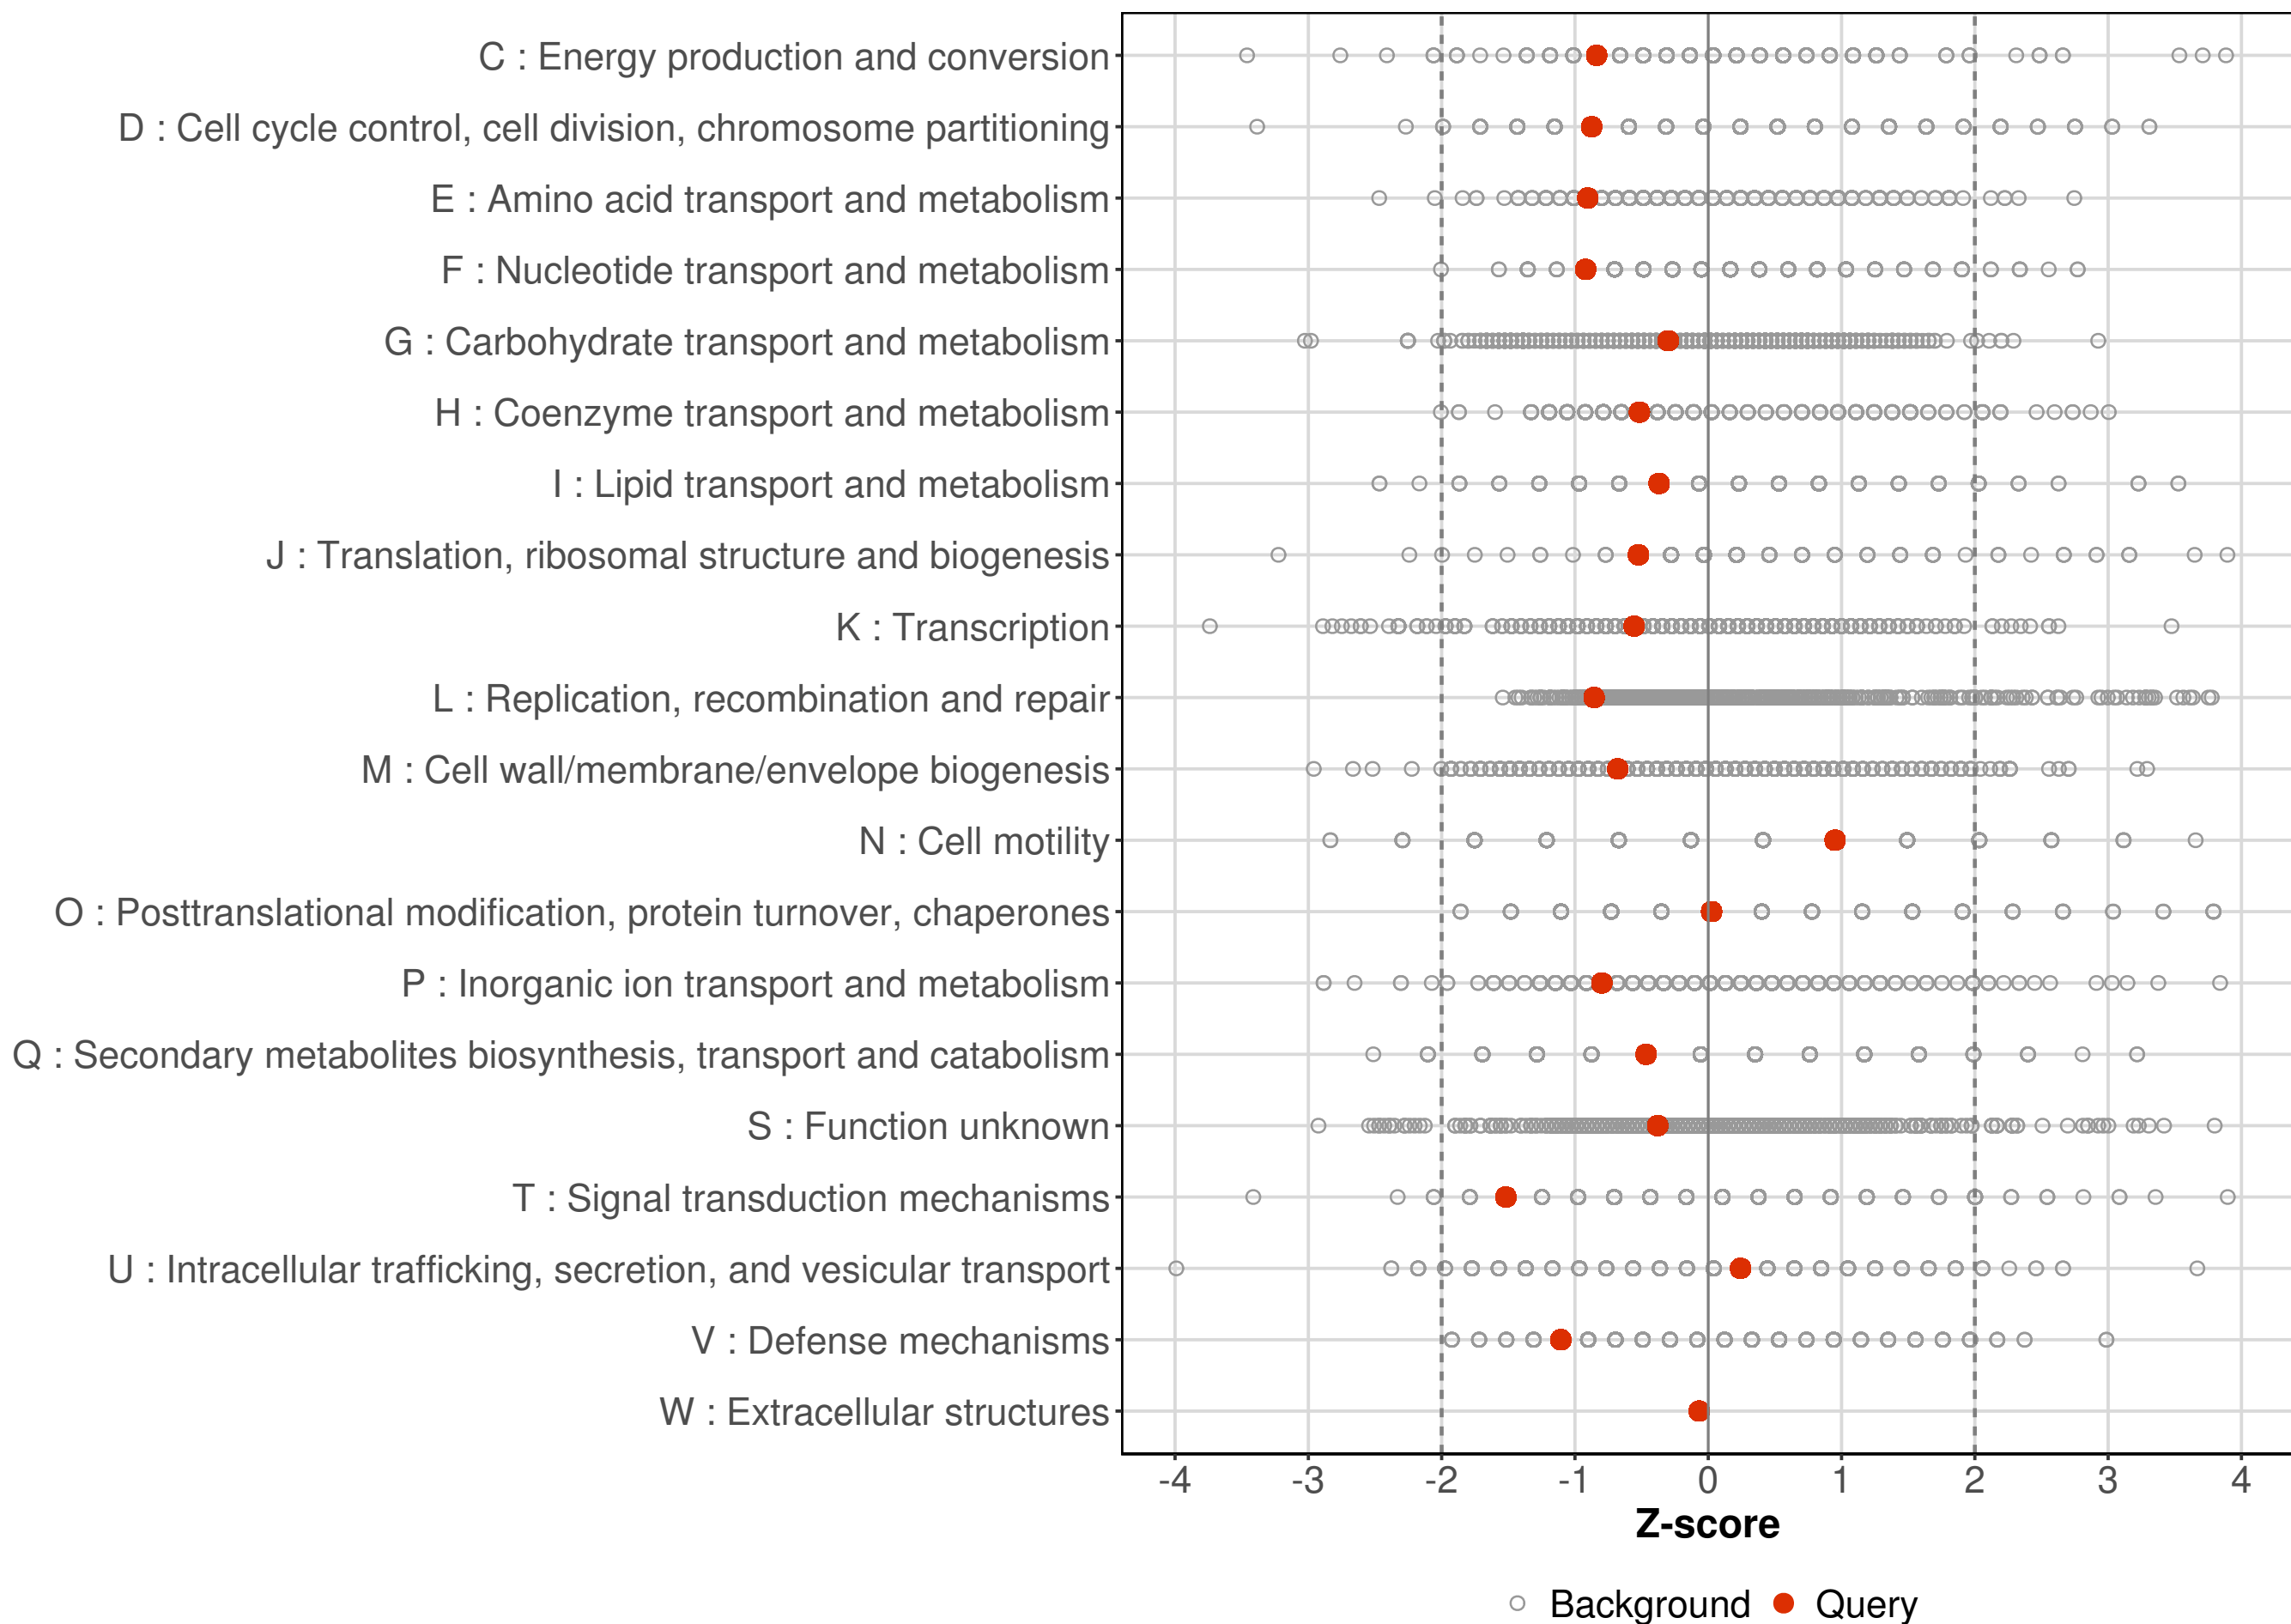 C : Energy production and conversion
D : Cell cycle control, cell division, chromosome partitioning
E : Amino acid transport and metabolism
F : Nucleotide transport and metabolism
G : Carbohydrate transport and metabolism
H : Coenzyme transport and metabolism
I : Lipid transport and metabolism
J : Translation, ribosomal structure and biogenesis
K : Transcription
L : Replication, recombination and repair
M : Cell wall/membrane/envelope biogenesis
N : Cell motility
O : Posttranslational modification, protein turnover, chaperones
P : Inorganic ion transport and metabolism
Q : Secondary metabolites biosynthesis, transport and catabolism
S : Function unknown
T : Signal transduction mechanisms
U : Intracellular trafficking, secretion, and vesicular transport
V : Defense mechanisms
W : Extracellular structures
-4 -3 -2 -1 0 1 2 3 4
Z-score
Background Query